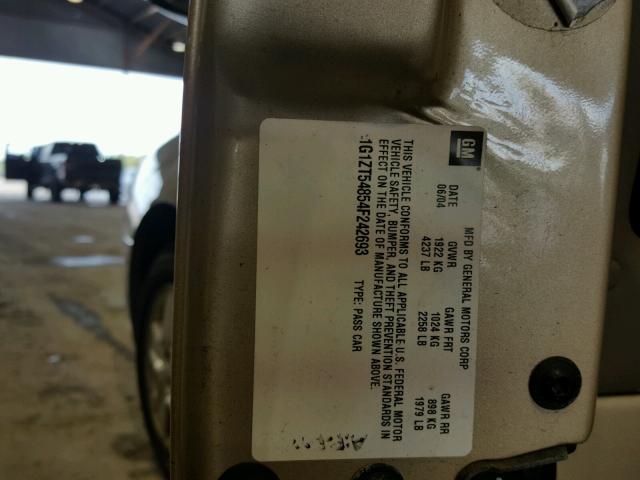 GM
MFD BY GENERAL MOTORS CORP
DATE GVWR GAWR FRT GAWR RR
06/04 1922 KG 1024 KG 898 KG
4237 LB 2258 LB 1979 LB
THIS VEHICLE CONFORMS TO ALL APPLICABLE U.S. FEDERAL MOTOR
VEHICLE SAFETY, BUMPER, AND THEFT PREVENTION STANDARDS IN
EFFECT ON THE DATE OF MANUFACTURE SHOWN ABOVE.
1G1ZT54854F242693 TYPE: PASS CAR